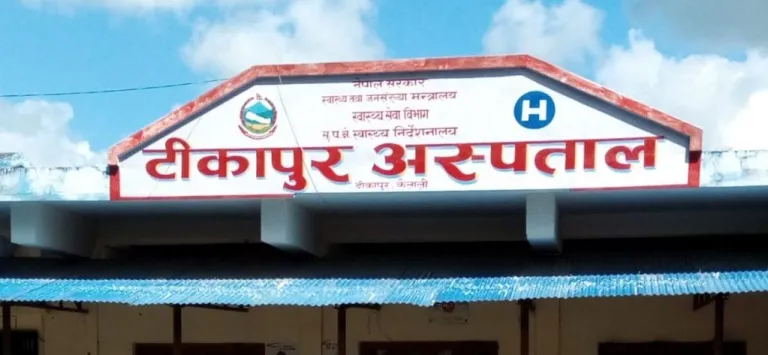 नेपाल सरकार
स्वास्थ्य तथा जनसंख्या मन्त्रालय
स्वास्थ्य सेवा विभाग
सु.प.क्षे स्वास्थ्य निर्देशनालय
H
टीकापुर अस्पताल
टीकापुर, कैलाली